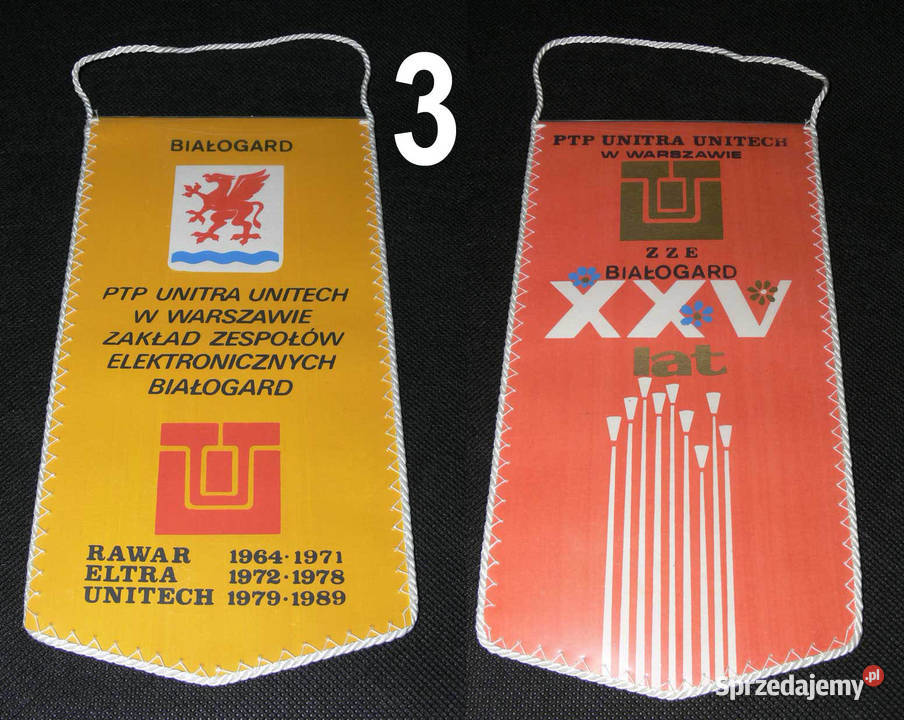 BIAŁOGARD
PTP UNITRA UNITECH
W WARSZAWIE
ZAKŁAD ZESPOŁÓW
ELEKTRONICZNYCH
BIAŁOGARD
RAWAR 1964·1971
ELTRA 1972·1978
UNITECH 1979·1989
3
PTP UNITRA UNITECH
W WARSZAWIE
ZZE
BIAŁOGARD
XXV
lat
Sprzedajemy.pl